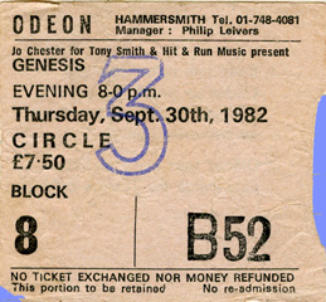 ODEON HAMMERSMITH Tel. 01-748-4081
Manager : Philip Leivers
Jo Chester for Tony Smith & Hit & Run Music present
GENESIS
EVENING 8-0 p.m.
Thursday, Sept. 30th, 1982
3
CIRCLE
£7·50
BLOCK
8 B52
NO TICKET EXCHANGED NOR MONEY REFUNDED
This portion to be retained No re-admission